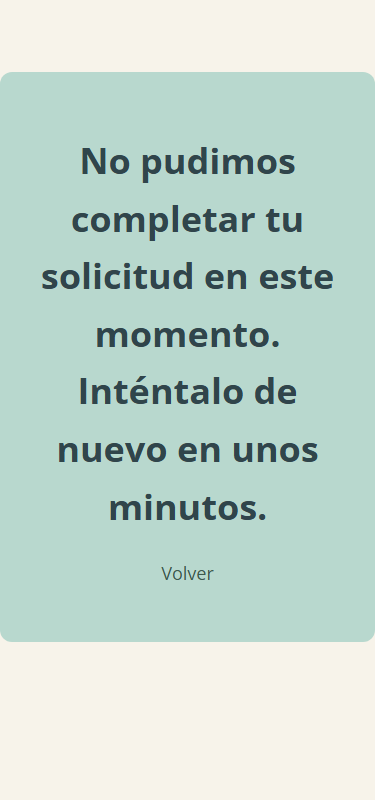 No pudimos
completar tu
solicitud en este
momento.
Inténtalo de
nuevo en unos
minutos.
Volver